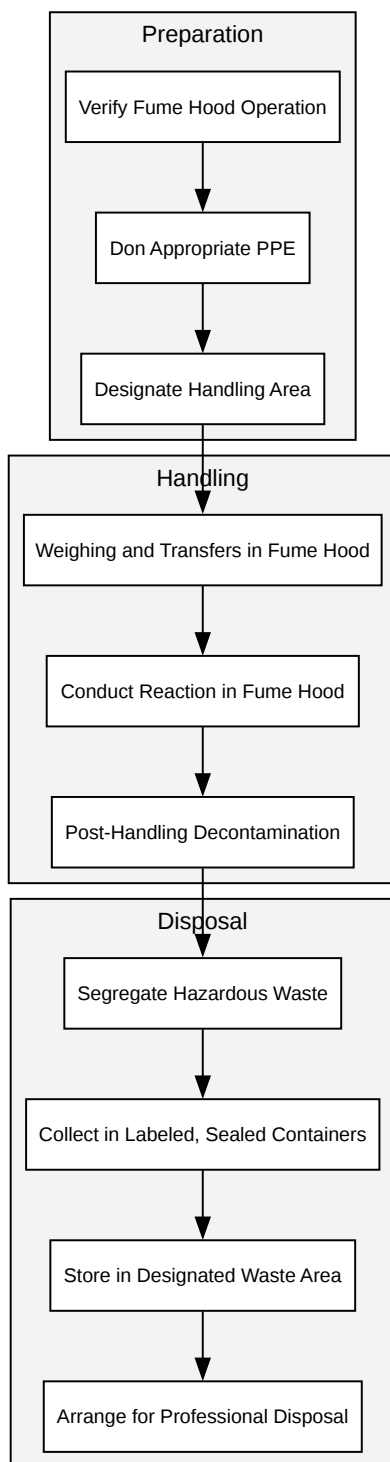 Preparation
Verify Fume Hood Operation
Don Appropriate PPE
Designate Handling Area
Handling
Weighing and Transfers in Fume Hood
Conduct Reaction in Fume Hood
Post-Handling Decontamination
Disposal
Segregate Hazardous Waste
Collect in Labeled, Sealed Containers
Store in Designated Waste Area
Arrange for Professional Disposal